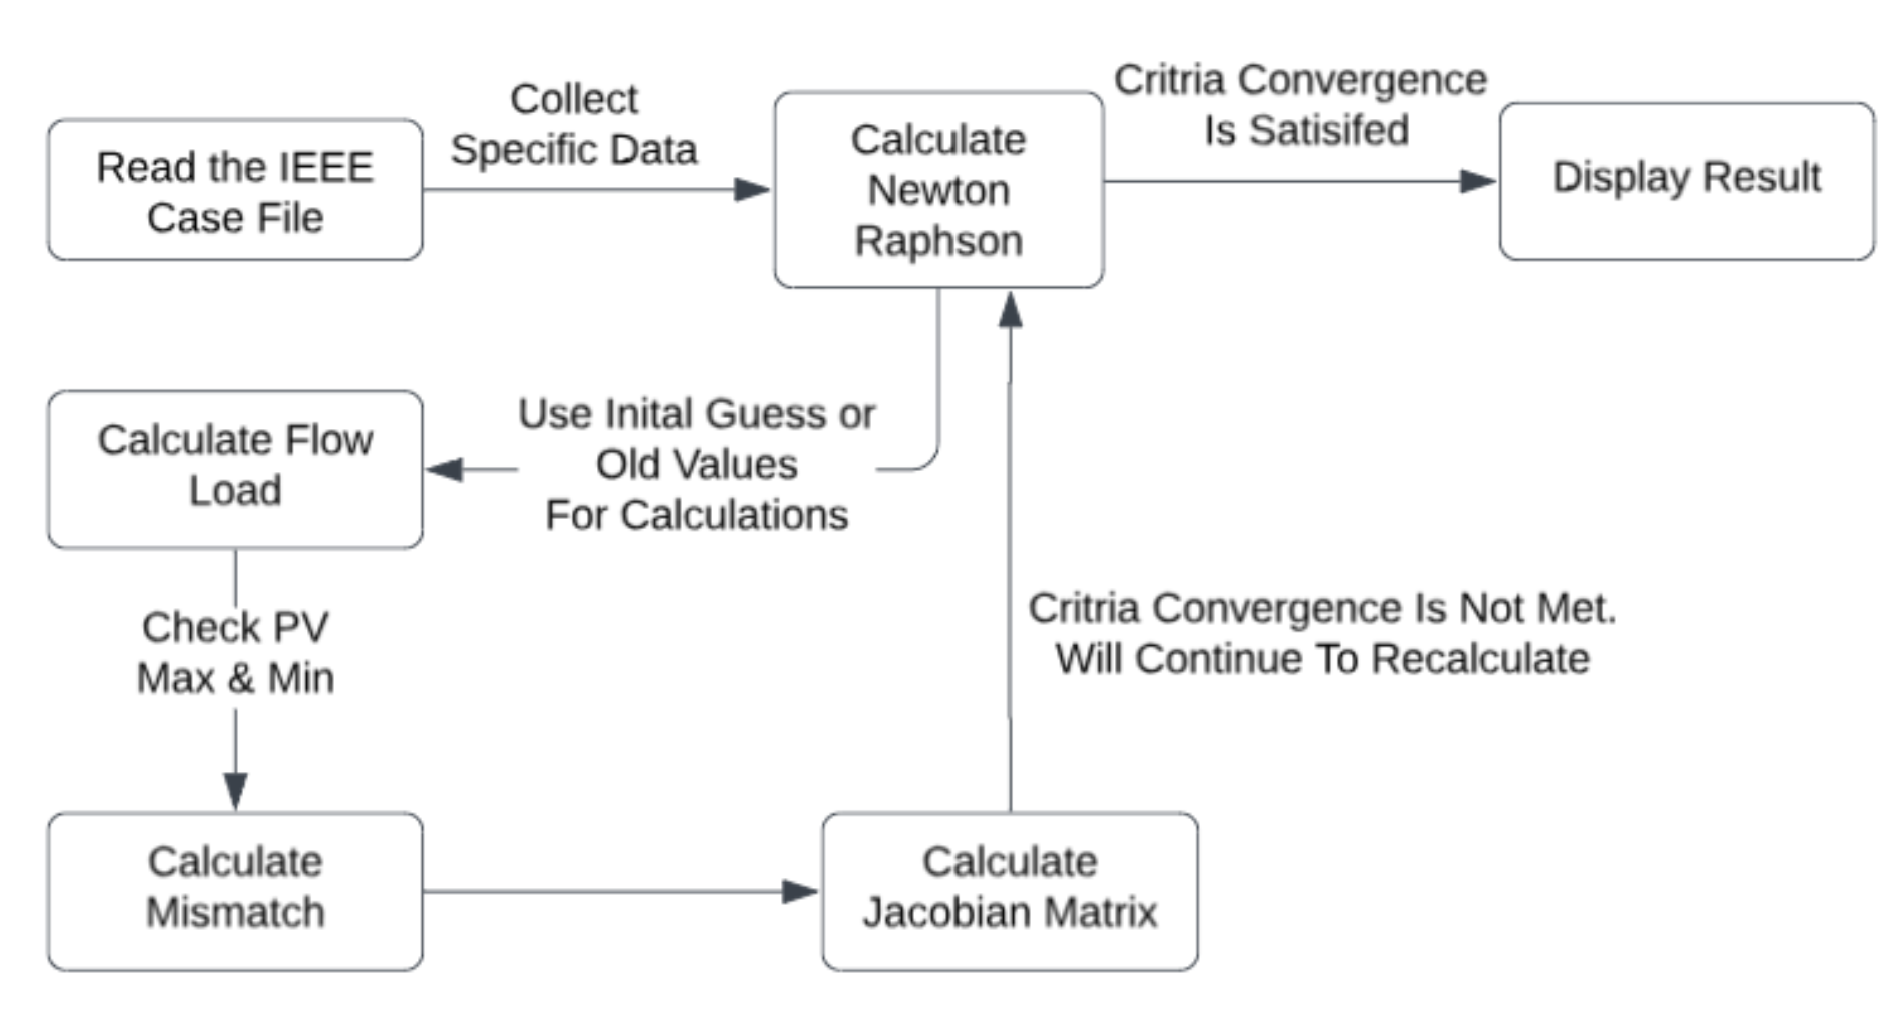 Read the IEEE
Case File
Collect
Specific Data
Calculate
Newton
Raphson
Critria Convergence
Is Satisifed
Display Result
Use Inital Guess or
Old Values
For Calculations
Calculate Flow
Load
Check PV
Max & Min
Calculate
Mismatch
Calculate
Jacobian Matrix
Critria Convergence Is Not Met.
Will Continue To Recalculate